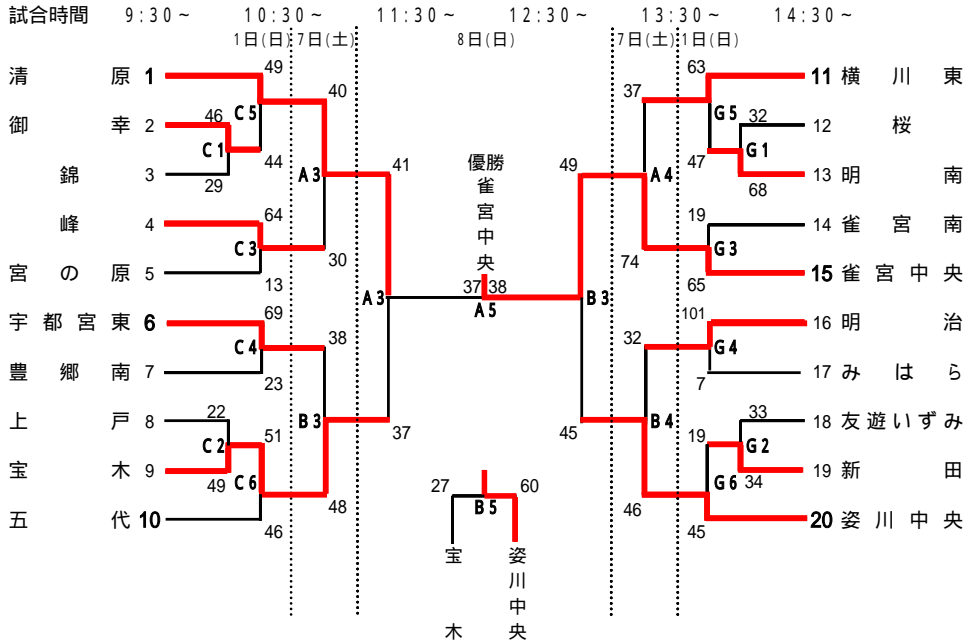 試合時間 9:30~ 10:30~ 11:30~ 12:30~ 13:30~ 14:30~
1日(日) 7日(土) 8日(日) 7日(土) 1日(日)
清原 1 49 40 37 63 11 横川東
御幸 2 46 C5 G5 32 12 桜
C1 44 47 G1
錦 3 29 A3 41 優勝 49 A4 68 13 明南
雀宮中央
峰 4 64 19 14 雀宮南
C3 30 74 G3
宮の原 5 13 A3 37 38 B3 65 15 雀宮中央
A5
宇都宮東 6 69 38 32 101 16 明治
C4 G4
豊郷南 7 23 7 17 みはら
上戸 8 22 51 B3 37 45 B4 19 33 18 友遊いずみ
C2 G2
宝木 9 49 C6 48 27 60 46 G6 34 19 新田
B5
五代 10 46 45 20 姿川中央
宝木
姿川中央